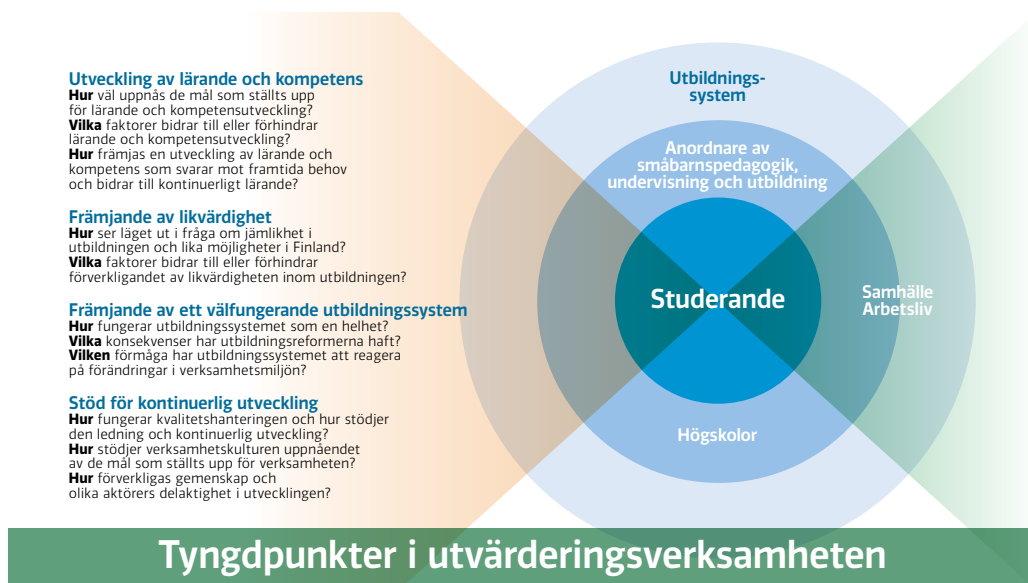 Utveckling av lärande och kompetens
Hur väl uppnås de mål som ställts upp
för lärande och kompetensutveckling?
Vilka faktorer bidrar till eller förhindrar
lärande och kompetensutveckling?
Hur främjas en utveckling av lärande och
kompetens som svarar mot framtida behov
och bidrar till kontinuerligt lärande?
Främjande av likvärdighet
Hur ser läget ut i fråga om jämlikhet i
utbildningen och lika möjligheter i Finland?
Vilka faktorer bidrar till eller förhindrar
förverkligandet av likvärdigheten inom utbildningen?
Främjande av ett välfungerande utbildningssystem
Hur fungerar utbildningssystemet som en helhet?
Vilka konsekvenser har utbildningsreformerna haft?
Vilken förmåga har utbildningssystemet att reagera
på förändringar i verksamhetsmiljön?
Stöd för kontinuerlig utveckling
Hur fungerar kvalitetshanteringen och hur stödjer
den ledning och kontinuerlig utveckling?
Hur stödjer verksamhetskulturen uppnåendet
av de mål som ställts upp för verksamheten?
Hur förverkligas gemenskap och
olika aktörers delaktighet i utvecklingen?
Utbildnings-
system
Anordnare av
småbarnspedagogik,
undervisning och utbildning
Studerande
Samhälle
Arbetsliv
Högskolor
Tyngdpunkter i utvärderingsverksamheten